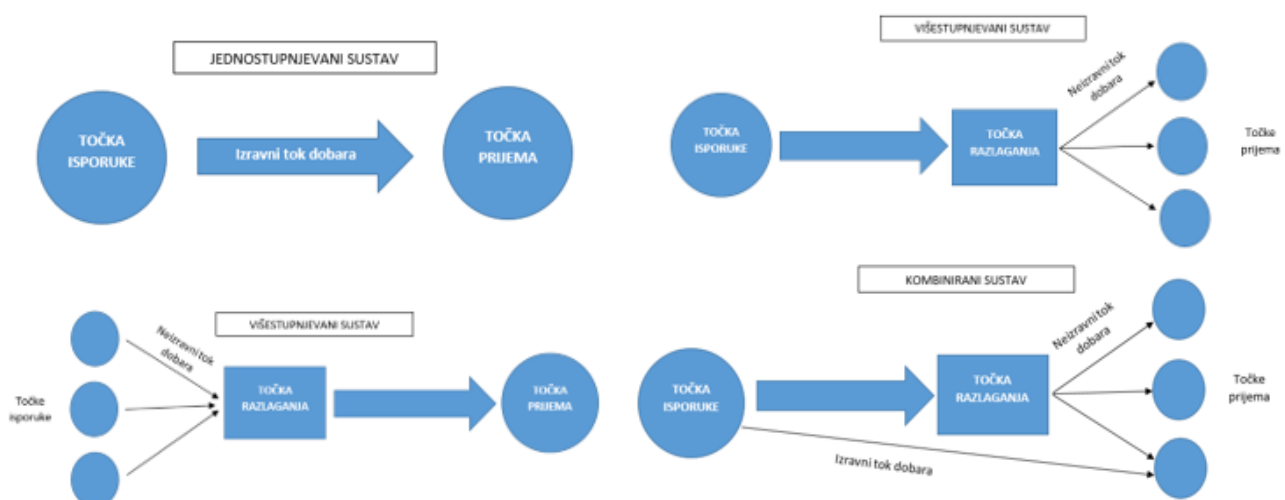 JEDNOSTUPNJEVANI SUSTAV
TOČKA
ISPORUKE
Izravni tok dobara
TOČKA
PRIJEMA
VIŠESTUPNJEVANI SUSTAV
TOČKA
ISPORUKE
TOČKA
RAZLAGANJA
Neizravni tok
dobara
Točke
prijema
VIŠESTUPNJEVANI SUSTAV
Točke
isporuke
Neizravni tok
dobara
TOČKA
RAZLAGANJA
TOČKA
PRIJEMA
KOMBINIRANI SUSTAV
TOČKA
ISPORUKE
TOČKA
RAZLAGANJA
Neizravni tok
dobara
Točke
prijema
Izravni tok dobara